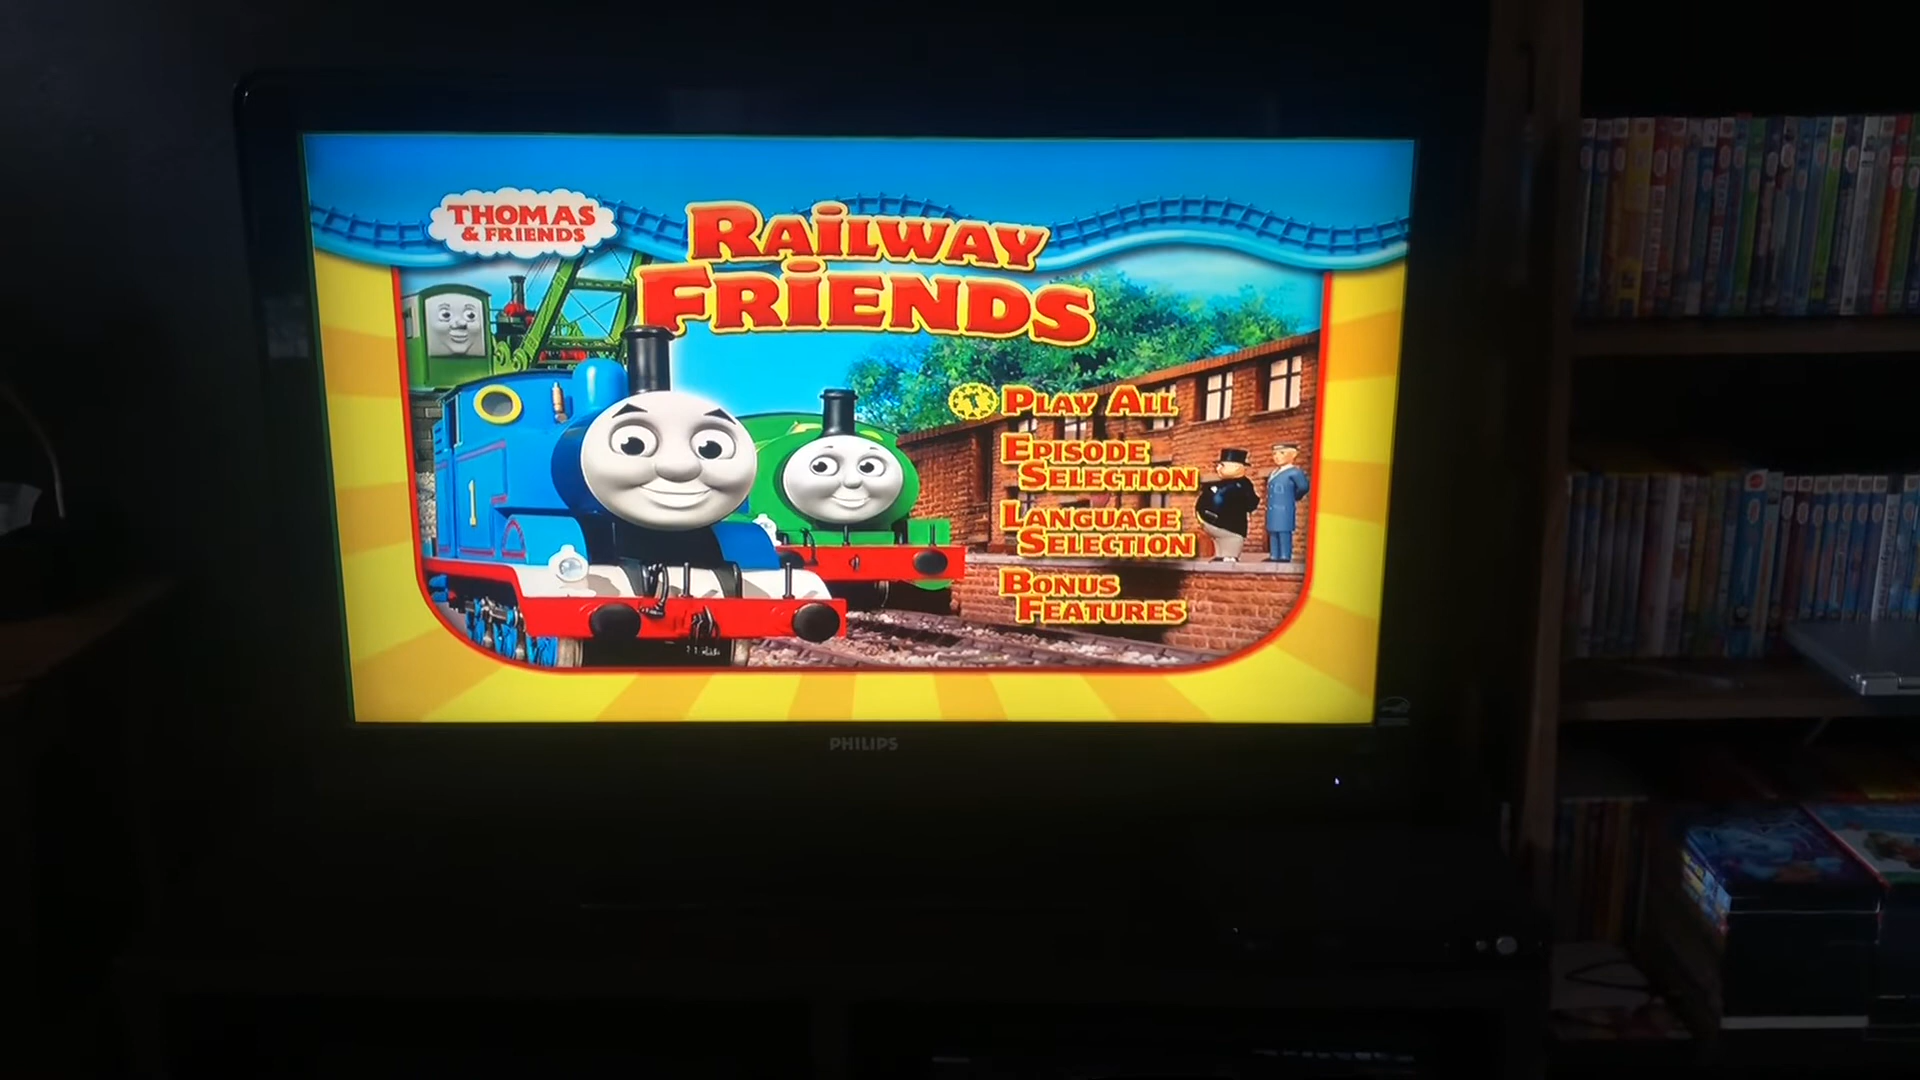 THOMAS
& FRIENDS
RAILWAY
FRIENDS
PLAY ALL
EPISODE
SELECTION
LANGUAGE
SELECTION
BONUS
FEATURES
1
PHILIPS